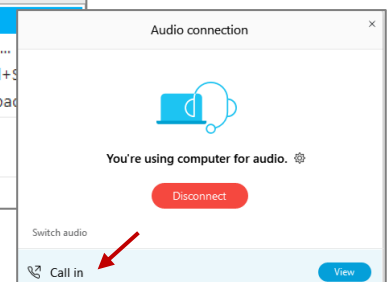 ...
+S
Audio connection
×
You're using computer for audio.
Disconnect
Switch audio
Call in
View